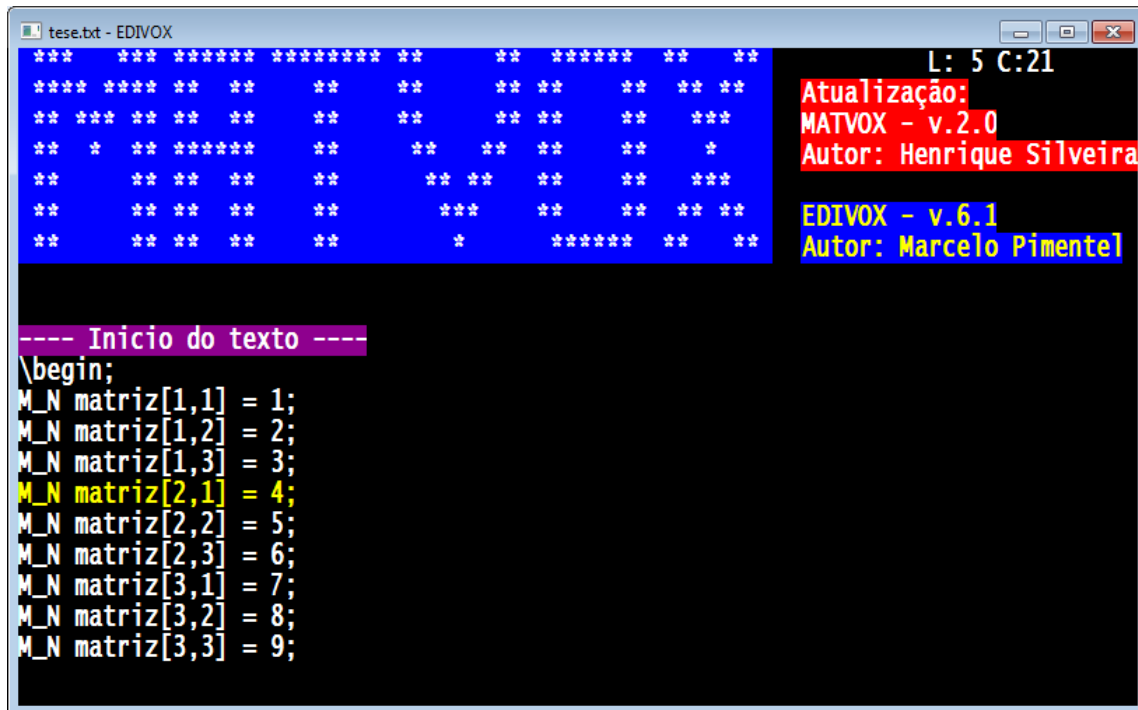 tese.txt - EDIVOX
***   *** ****** ******** **     **  ******  **  **
**** **** **  **    **    **     ** **    **  ** **
** *** ** **  **    **    **     ** **    **   ***
**  *  ** ******    **     **   **  **    **    *
**     ** **  **    **      ** **   **    **   ***
**     ** **  **    **       ***    **    **  ** **
**     ** **  **    **        *      ******  **   **
L: 5 C:21
Atualização:
MATVOX - v.2.0
Autor: Henrique Silveira
EDIVOX - v.6.1
Autor: Marcelo Pimentel
---- Inicio do texto ----
\begin;
M_N matriz[1,1] = 1;
M_N matriz[1,2] = 2;
M_N matriz[1,3] = 3;
M_N matriz[2,1] = 4;
M_N matriz[2,2] = 5;
M_N matriz[2,3] = 6;
M_N matriz[3,1] = 7;
M_N matriz[3,2] = 8;
M_N matriz[3,3] = 9;